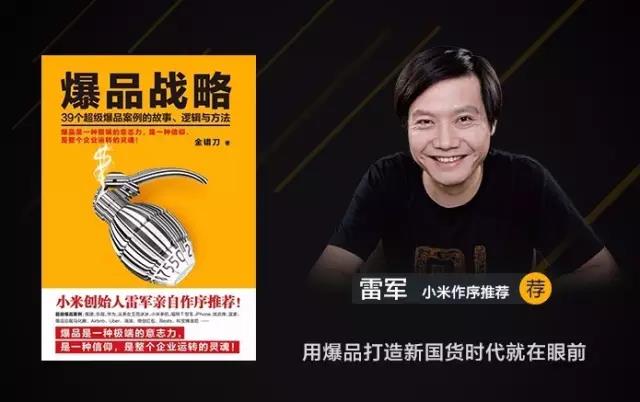 爆品战略
39个超级爆品案例的故事、逻辑与方法
爆品是一种极端的意志力，是一种信仰，
是整个企业运转的灵魂！
金错刀 著
75502
小米创始人雷军亲自作序推荐！
爆品是一种极端的意志力，
是一种信仰，是整个企业运转的灵魂！
雷军 小米作序推荐 荐
用爆品打造新国货时代就在眼前